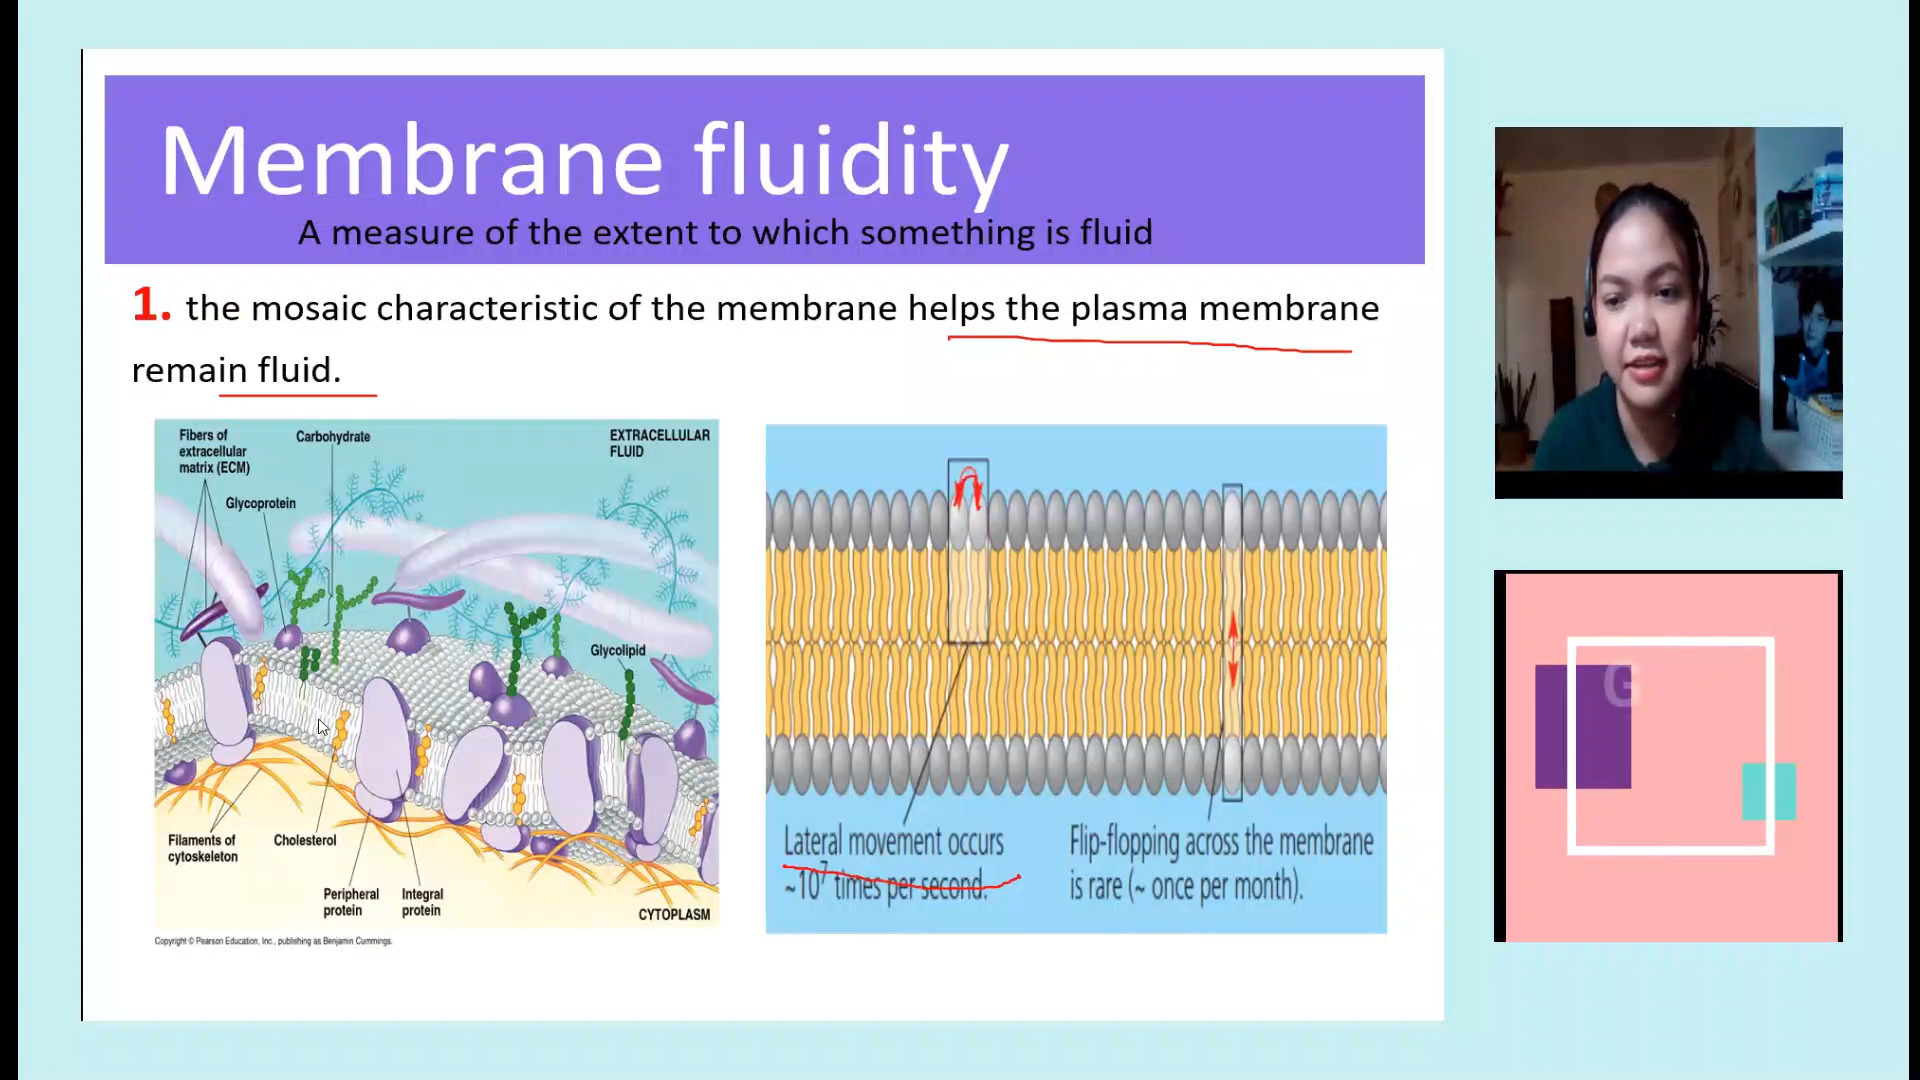 Membrane fluidity
A measure of the extent to which something is fluid
1. the mosaic characteristic of the membrane helps the plasma membrane
remain fluid.
Fibers of
extracellular
matrix (ECM)
Carbohydrate
EXTRACELLULAR
FLUID
Glycoprotein
Glycolipid
Filaments of
cytoskeleton
Cholesterol
Peripheral
protein
Integral
protein
CYTOPLASM
Copyright © Pearson Education, Inc., publishing as Benjamin Cummings.
Lateral movement occurs
~10⁷ times per second.
Flip-flopping across the membrane
is rare (~ once per month).
G